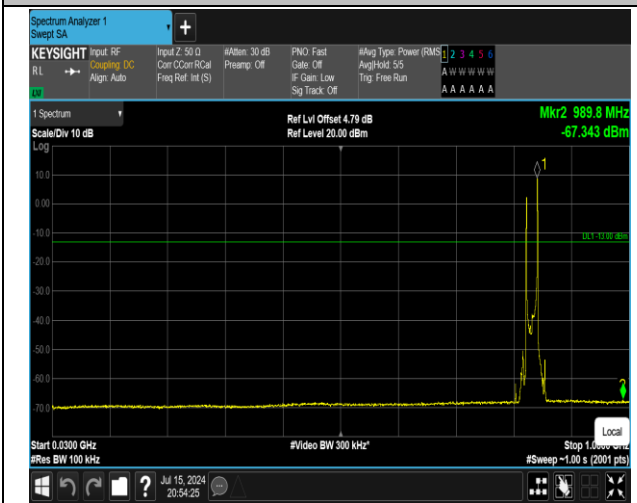 Spectrum Analyzer 1
Swept SA
+
KEYSIGHT
RL
Input: RF
Coupling: DC
Align: Auto
Input Z: 50 Ω
Corr CCorr RCal
Freq Ref: Int (S)
#Atten: 30 dB
Preamp: Off
PNO: Fast
Gate: Off
IF Gain: Low
Sig Track: Off
#Avg Type: Power (RMS
Avg|Hold: 5/5
Trig: Free Run
1 2 3 4 5 6
A W W W W W
A A A A A A
1 Spectrum
Scale/Div 10 dB
Log
Ref Lvl Offset 4.79 dB
Ref Level 20.00 dBm
Mkr2 989.8 MHz
-67.343 dBm
10.0
0.00
-10.0
-20.0
-30.0
-40.0
-50.0
-60.0
-70.0
1
DL1 -13.00 dBm
2
Local
Start 0.0300 GHz
#Res BW 100 kHz
#Video BW 300 kHz*
Stop
#Sweep ~1.00 s (2001 pts)
?
Jul 15, 2024
20:54:25